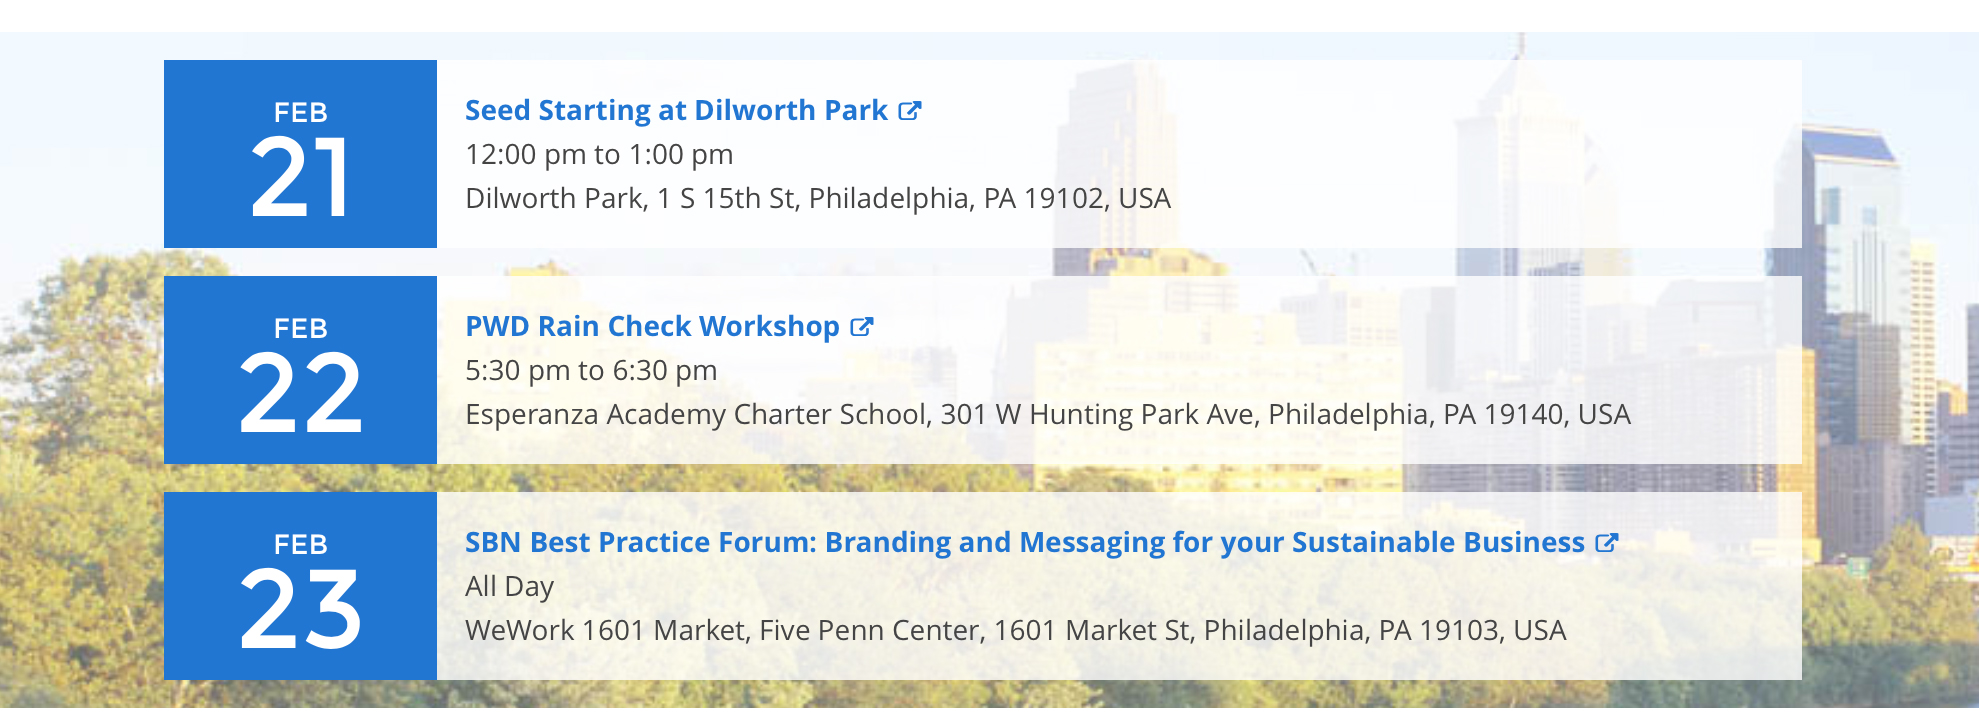 FEB
21
Seed Starting at Dilworth Park
12:00 pm to 1:00 pm
Dilworth Park, 1 S 15th St, Philadelphia, PA 19102, USA
FEB
22
PWD Rain Check Workshop
5:30 pm to 6:30 pm
Esperanza Academy Charter School, 301 W Hunting Park Ave, Philadelphia, PA 19140, USA
FEB
23
SBN Best Practice Forum: Branding and Messaging for your Sustainable Business
All Day
WeWork 1601 Market, Five Penn Center, 1601 Market St, Philadelphia, PA 19103, USA